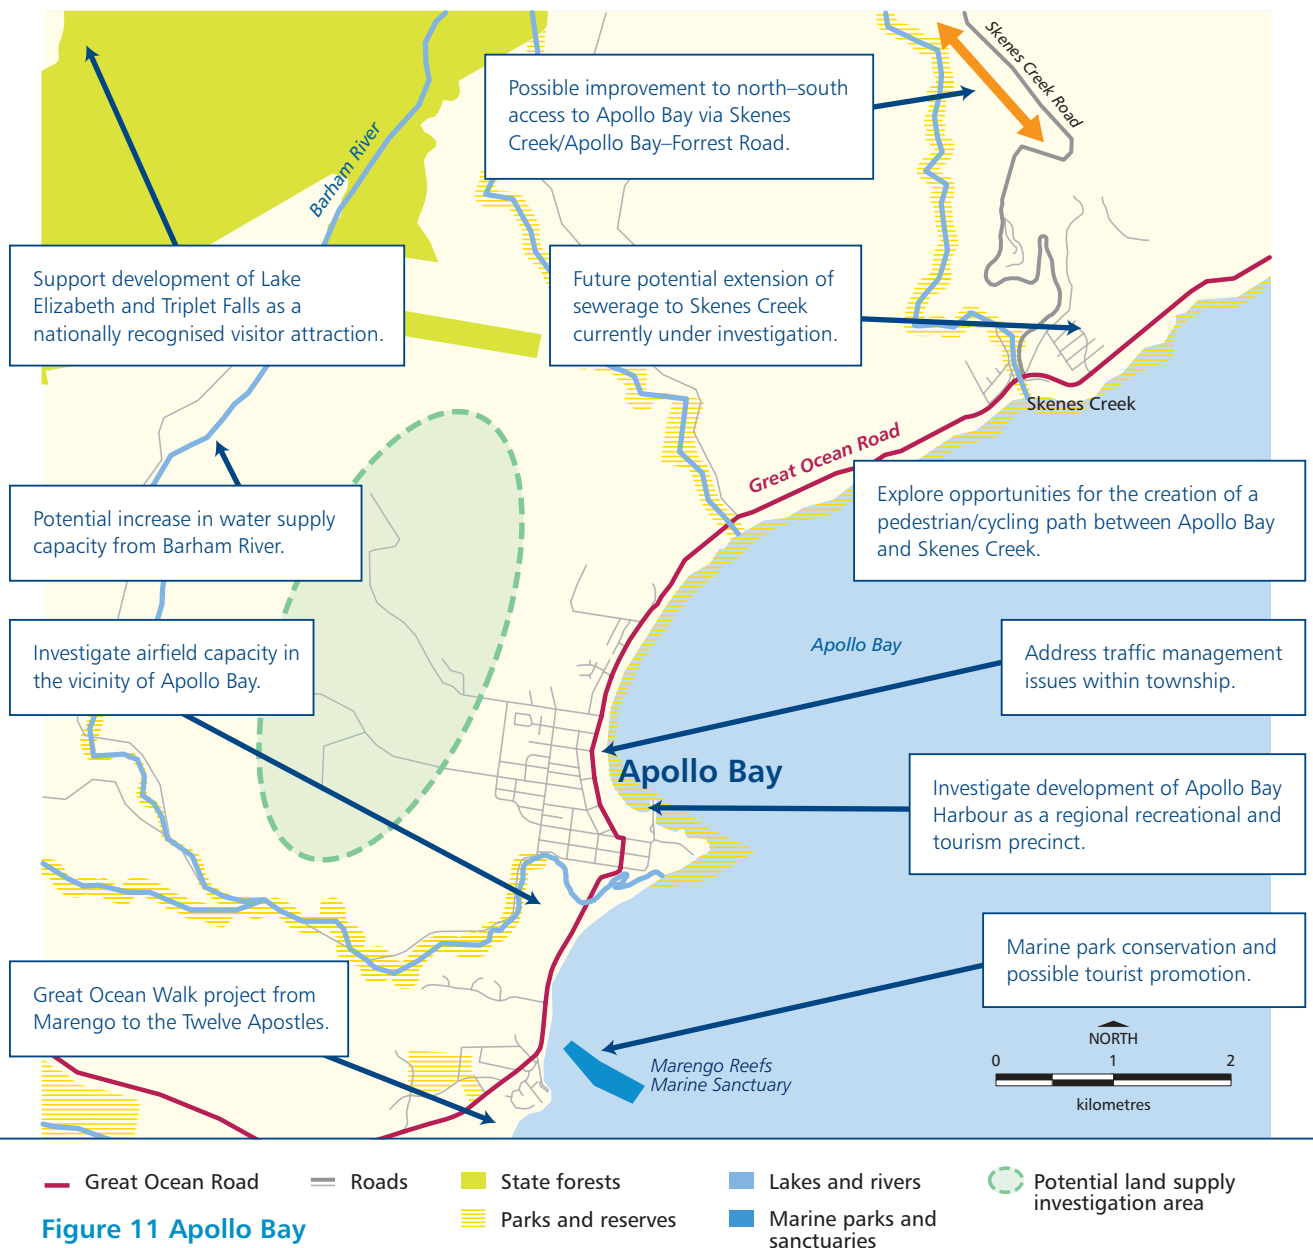 Skenes Creek Road
Possible improvement to north–south
access to Apollo Bay via Skenes
Creek/Apollo Bay–Forrest Road.
Barham River
Support development of Lake
Elizabeth and Triplet Falls as a
nationally recognised visitor attraction.
Future potential extension of
sewerage to Skenes Creek
currently under investigation.
Skenes Creek
Great Ocean Road
Explore opportunities for the creation of a
pedestrian/cycling path between Apollo Bay
and Skenes Creek.
Potential increase in water supply
capacity from Barham River.
Investigate airfield capacity in
the vicinity of Apollo Bay.
Apollo Bay
Address traffic management
issues within township.
Apollo Bay
Investigate development of Apollo Bay
Harbour as a regional recreational and
tourism precinct.
Marine park conservation and
possible tourist promotion.
Great Ocean Walk project from
Marengo to the Twelve Apostles.
Marengo Reefs
Marine Sanctuary
NORTH
0 1 2
kilometres
Great Ocean Road
Roads
State forests
Parks and reserves
Lakes and rivers
Marine parks and
sanctuaries
Potential land supply
investigation area
Figure 11 Apollo Bay